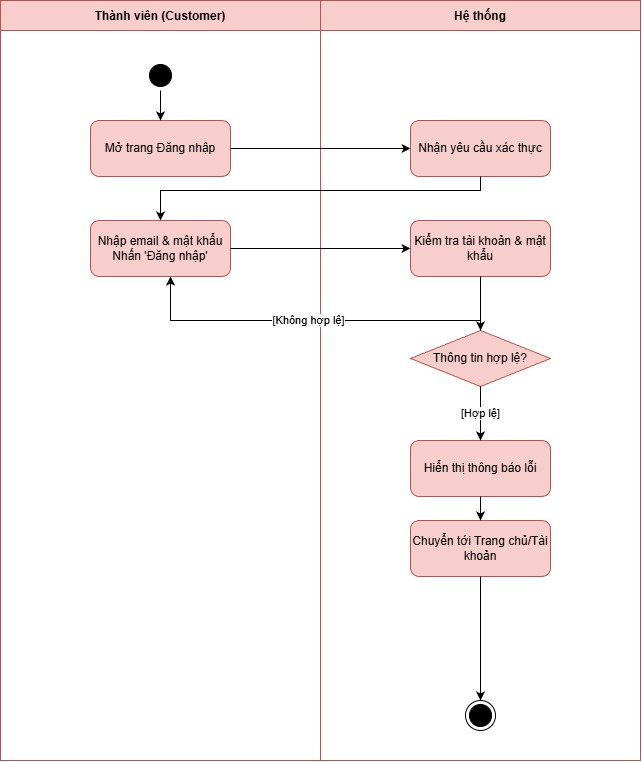 Thành viên (Customer)
Hệ thống
Mở trang Đăng nhập
Nhận yêu cầu xác thực
Nhập email & mật khẩu
Nhấn 'Đăng nhập'
Kiểm tra tài khoản & mật
khẩu
[Không hợp lệ]
Thông tin hợp lệ?
[Hợp lệ]
Hiển thị thông báo lỗi
Chuyển tới Trang chủ/Tài
khoản